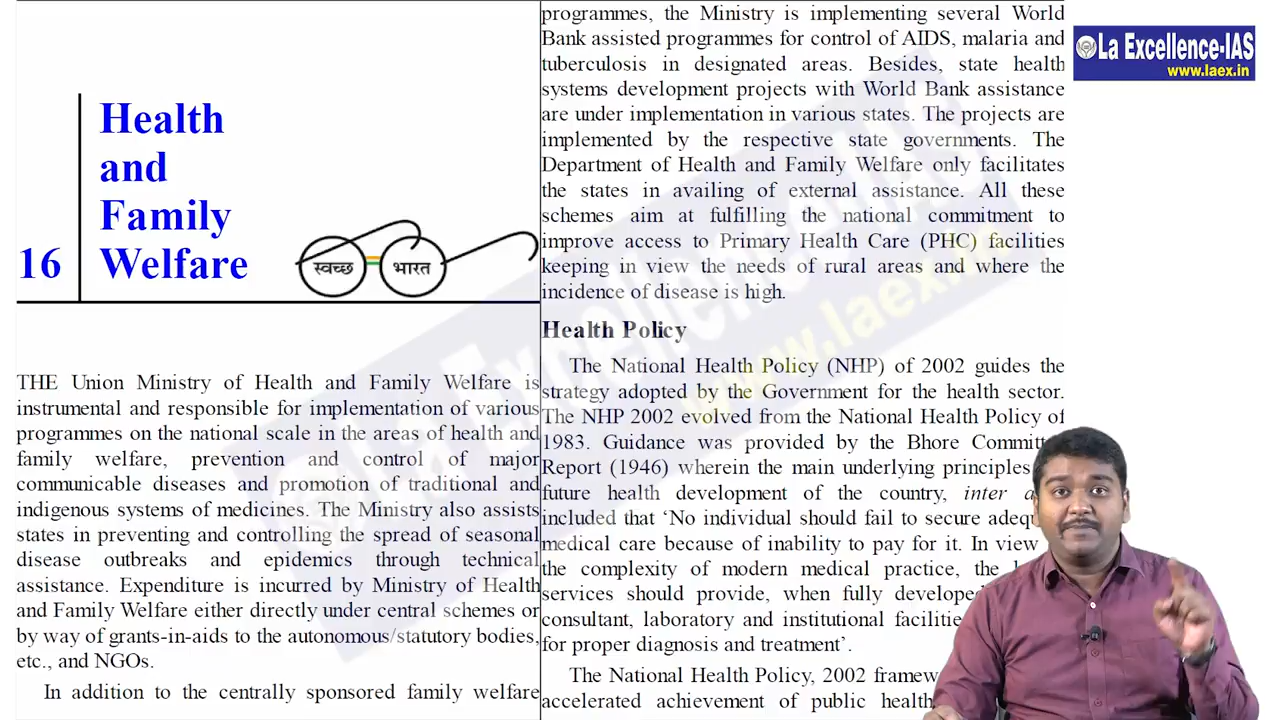 16
Health
and
Family
Welfare
स्वच्छ भारत
THE Union Ministry of Health and Family Welfare is
instrumental and responsible for implementation of various
programmes on the national scale in the areas of health and
family welfare, prevention and control of major
communicable diseases and promotion of traditional and
indigenous systems of medicines. The Ministry also assists
states in preventing and controlling the spread of seasonal
disease outbreaks and epidemics through technical
assistance. Expenditure is incurred by Ministry of Health
and Family Welfare either directly under central schemes or
by way of grants-in-aids to the autonomous/statutory bodies,
etc., and NGOs.
In addition to the centrally sponsored family welfare
programmes, the Ministry is implementing several World
Bank assisted programmes for control of AIDS, malaria and
tuberculosis in designated areas. Besides, state health
systems development projects with World Bank assistance
are under implementation in various states. The projects are
implemented by the respective state governments. The
Department of Health and Family Welfare only facilitates
the states in availing of external assistance. All these
schemes aim at fulfilling the national commitment to
improve access to Primary Health Care (PHC) facilities
keeping in view the needs of rural areas and where the
incidence of disease is high.
Health Policy
The National Health Policy (NHP) of 2002 guides the
strategy adopted by the Government for the health sector.
The NHP 2002 evolved from the National Health Policy of
1983. Guidance was provided by the Bhore
Report (1946) wherein the main underlying principles
future health development of the country, inter
included that ‘No individual should fail to secure
medical care because of inability to pay for it. In view
the complexity of modern medical practice, the
services should provide, when fully
consultant, laboratory and institutional
for proper diagnosis and treatment’.
The National Health Policy, 2002
accelerated achievement of public
La Excellence-IAS
www.laex.in
La Excellence-IAS
www.laex.in